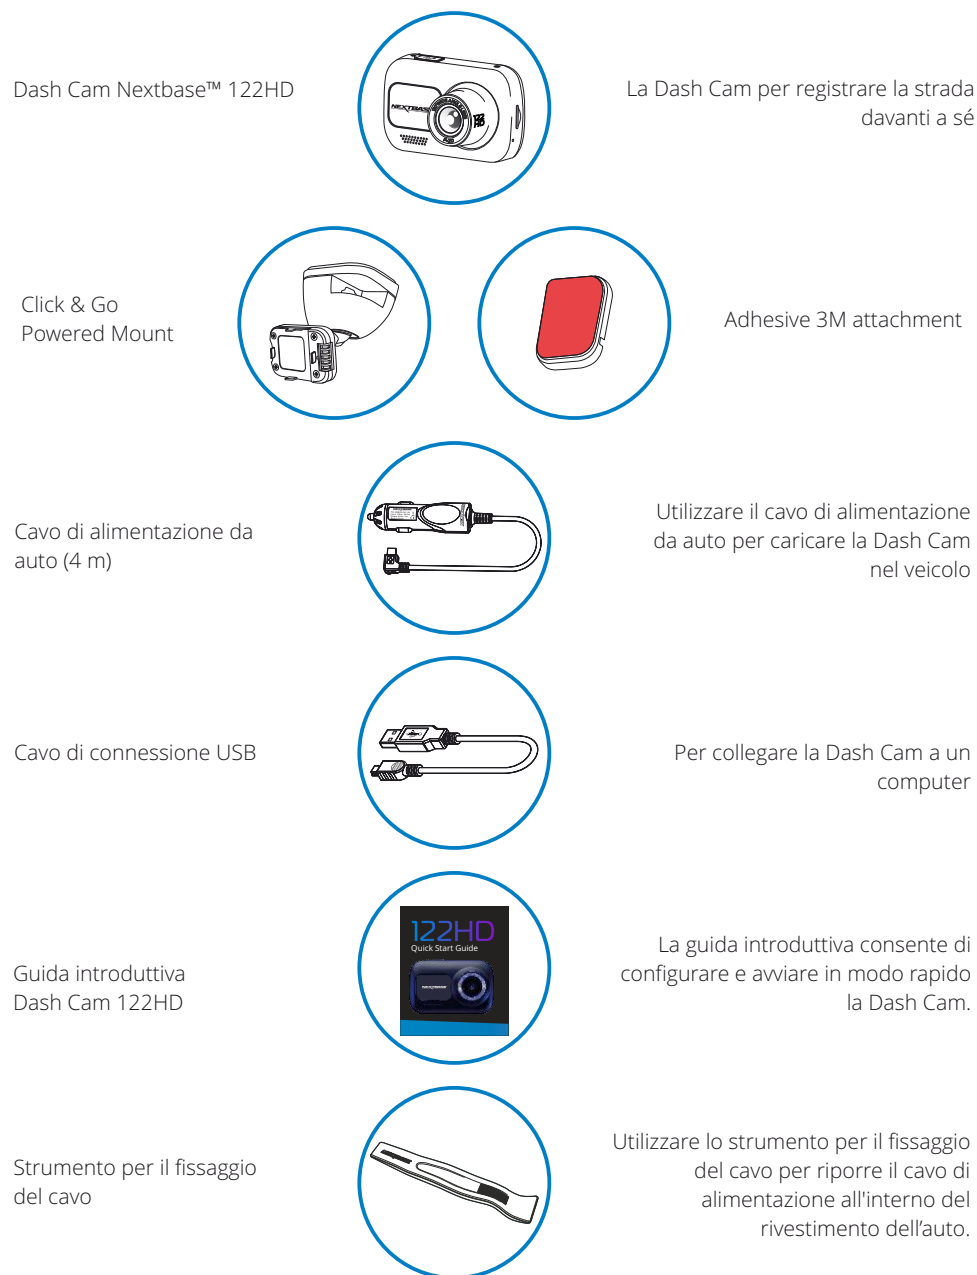 Dash Cam Nextbase™ 122HD
NEXTBASE
La Dash Cam per registrare la strada
davanti a sé
Click & Go
Powered Mount
Adhesive 3M attachment
Cavo di alimentazione da
auto (4 m)
Utilizzare il cavo di alimentazione
da auto per caricare la Dash Cam
nel veicolo
Cavo di connessione USB
Per collegare la Dash Cam a un
computer
Guida introduttiva
Dash Cam 122HD
122HD
Quick Start Guide
NEXTBASE
La guida introduttiva consente di
configurare e avviare in modo rapido
la Dash Cam.
Strumento per il fissaggio
del cavo
Utilizzare lo strumento per il fissaggio
del cavo per riporre il cavo di
alimentazione all'interno del
rivestimento dell’auto.